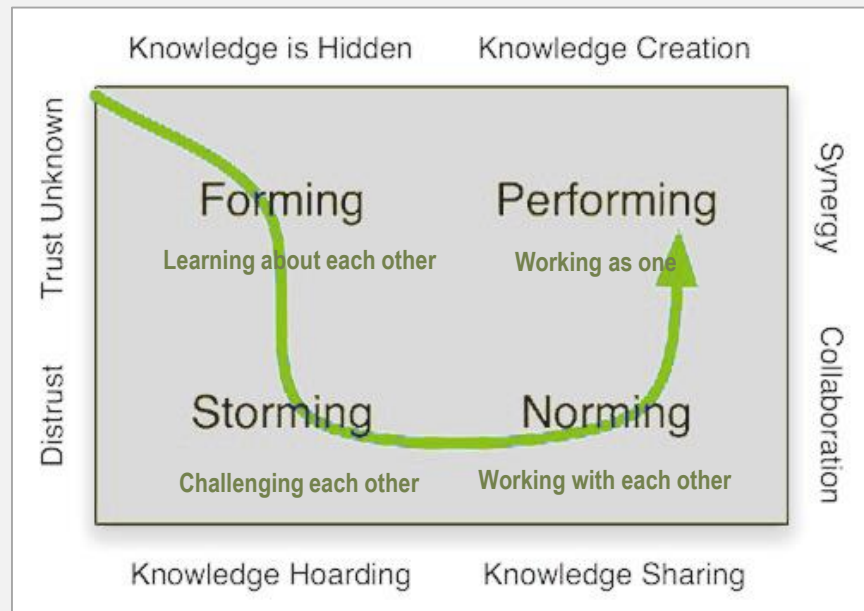 Knowledge is Hidden
Knowledge Creation
Trust Unknown
Forming
Performing
Synergy
Learning about each other
Working as one
Distrust
Storming
Norming
Collaboration
Challenging each other
Working with each other
Knowledge Hoarding
Knowledge Sharing